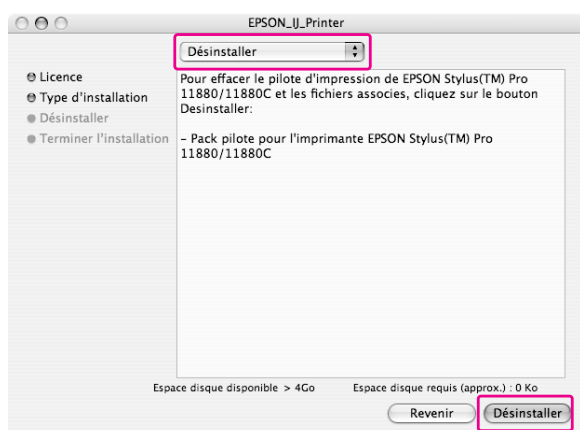 EPSON_IJ_Printer
Désinstaller
Licence
Type d'installation
Désinstaller
Terminer l'installation
Pour effacer le pilote d'impression de EPSON Stylus(TM) Pro
11880/11880C et les fichiers associes, cliquez sur le bouton
Desinstaller:
– Pack pilote pour l'imprimante EPSON Stylus(TM) Pro
11880/11880C
Espace disque disponible > 4Go Espace disque requis (approx.) : 0 Ko
Revenir Désinstaller